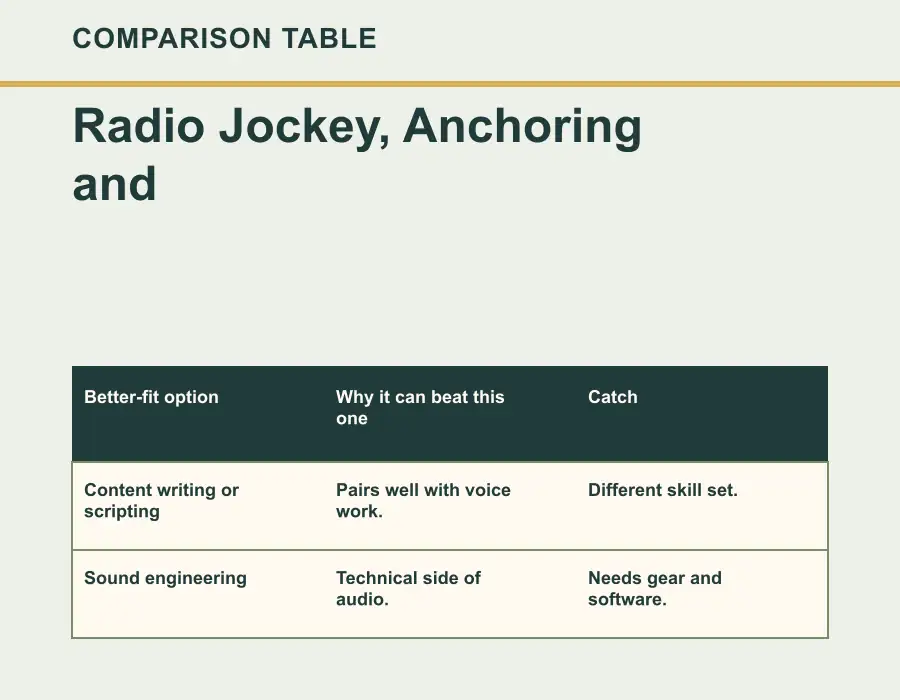 COMPARISON TABLE
Radio Jockey, Anchoring
and
Better-fit option
Why it can beat this
one
Catch
Content writing or
scripting
Pairs well with voice
work.
Different skill set.
Sound engineering
Technical side of
audio.
Needs gear and
software.